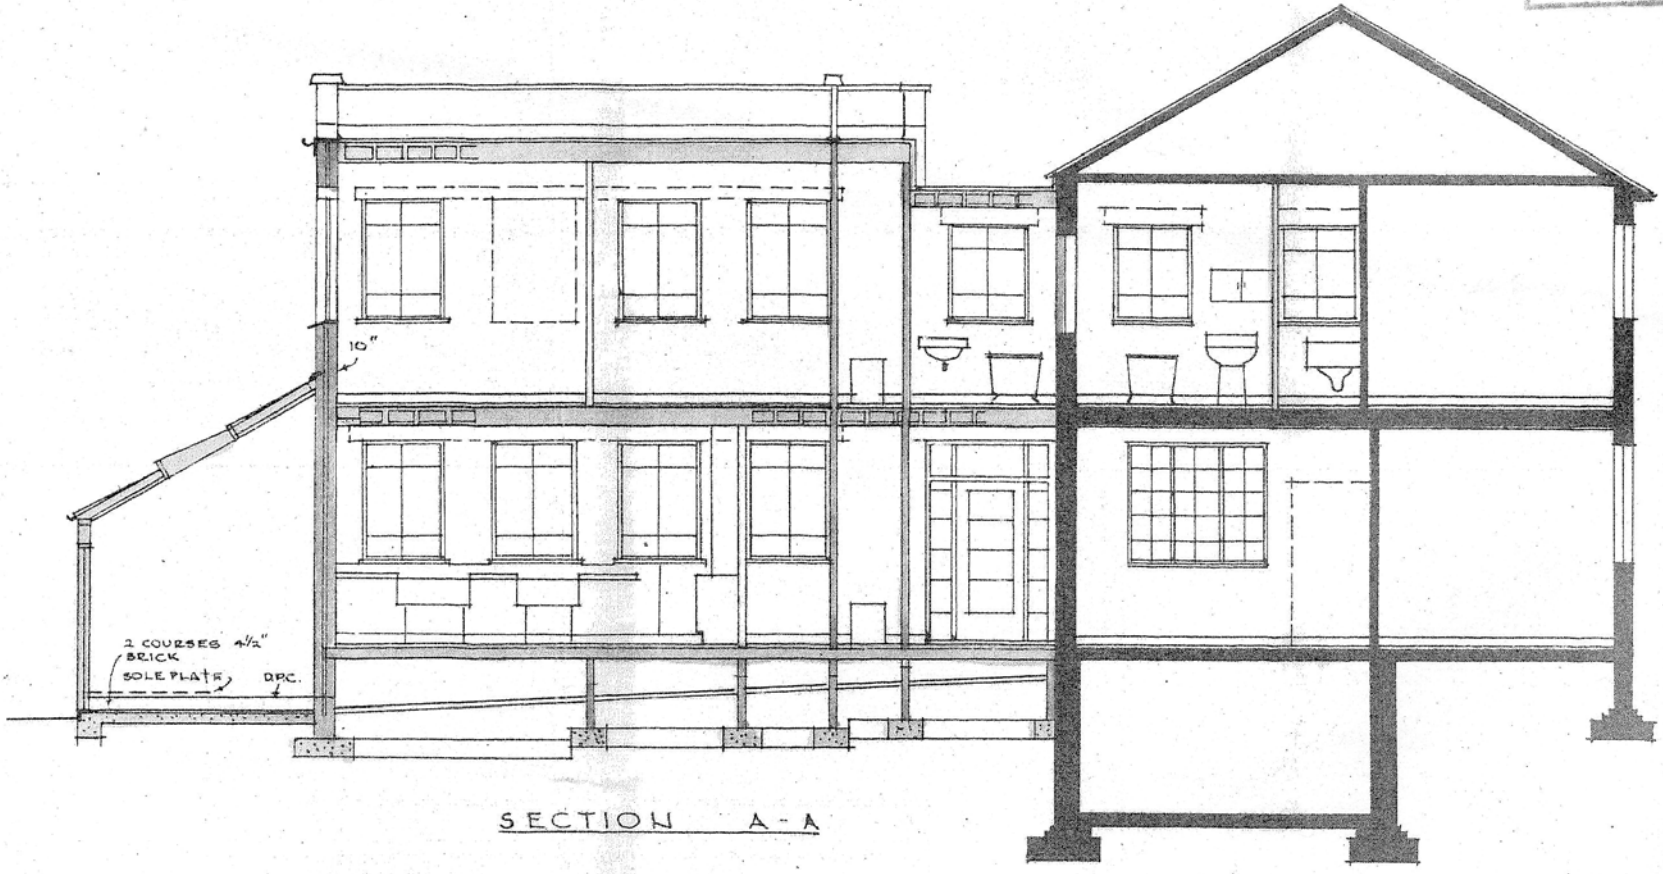 10"
2 COURSES 4½"
BRICK
SOLE PLATE
D.P.C.
SECTION A-A